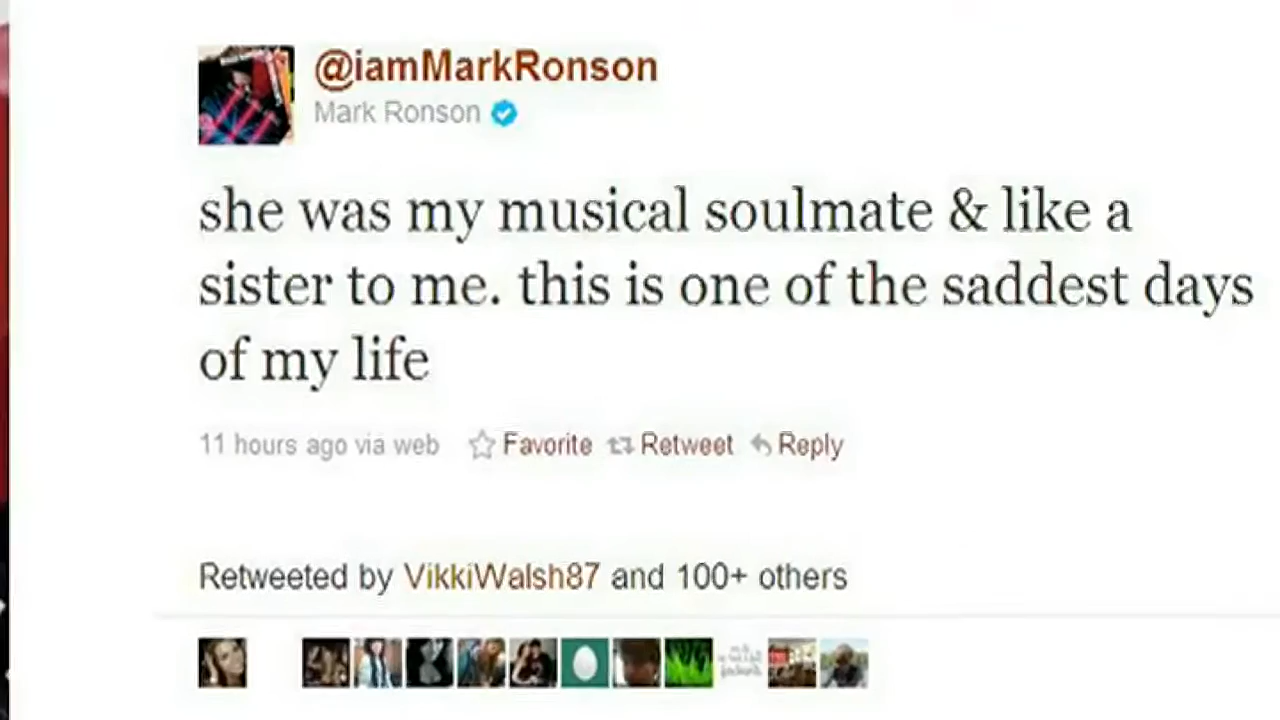 @iamMarkRonson
Mark Ronson
she was my musical soulmate & like a
sister to me. this is one of the saddest days
of my life
11 hours ago via web Favorite Retweet Reply
Retweeted by VikkiWalsh87 and 100+ others